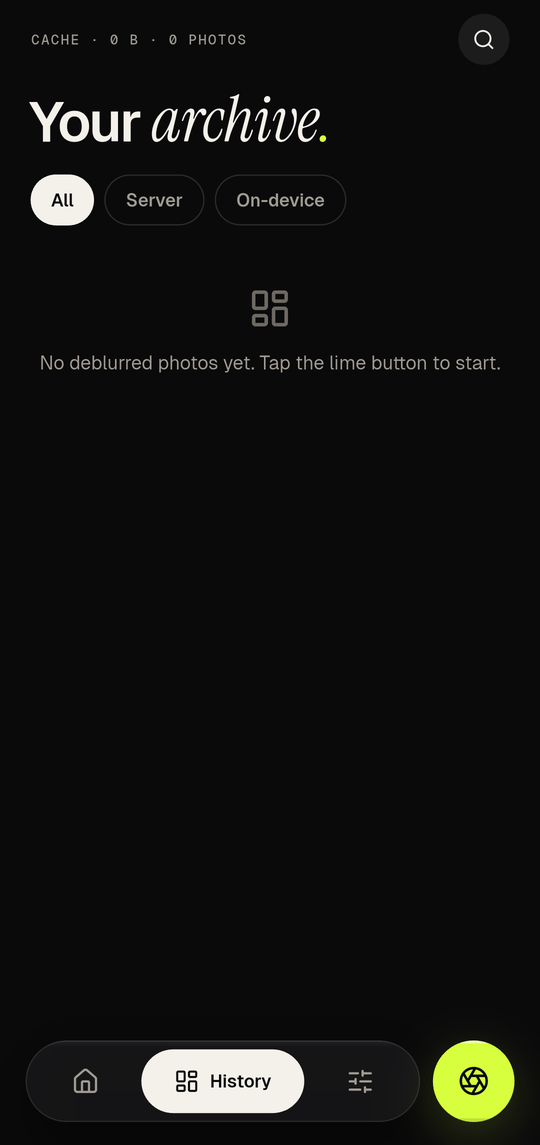 CACHE · 0 B · 0 PHOTOS
Your archive.
All
Server
On-device
No deblurred photos yet. Tap the lime button to start.
History